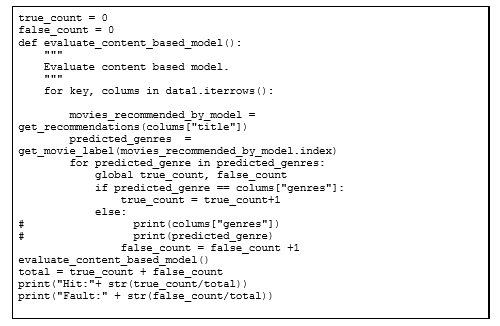 true_count = 0
false_count = 0
def evaluate_content_based_model():
    """
    Evaluate content based model.
    """
    for key, colums in data1.iterrows():

        movies_recommended_by_model =
get_recommendations(colums["title"])
        predicted_genres  =
get_movie_label(movies_recommended_by_model.index)
        for predicted_genre in predicted_genres:
            global true_count, false_count
            if predicted_genre == colums["genres"]:
                true_count = true_count+1
            else:
#                 print(colums["genres"])
#                 print(predicted_genre)
                false_count = false_count +1
evaluate_content_based_model()
total = true_count + false_count
print("Hit:"+ str(true_count/total))
print("Fault:" + str(false_count/total))